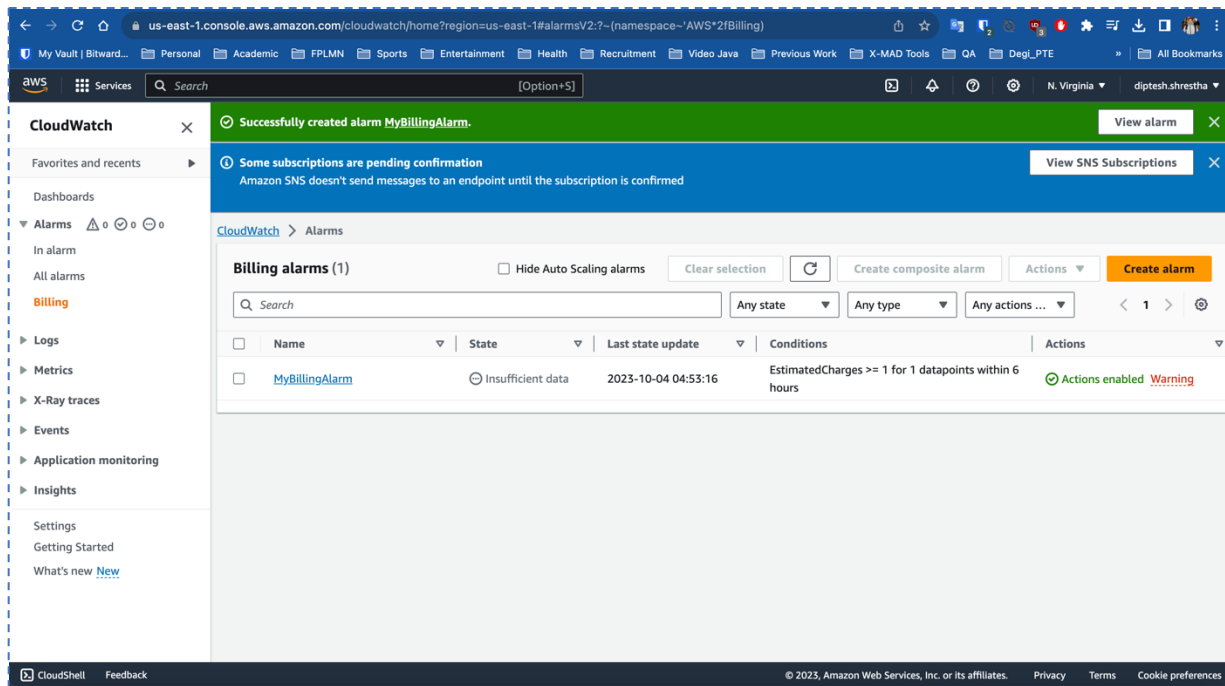 us-east-1.console.aws.amazon.com/cloudwatch/home?region=us-east-1#alarmsV2:?~(namespace~'AWS*2fBilling)
My Vault | Bitward... Personal Academic FPLMN Sports Entertainment Health Recruitment Video Java Previous Work X-MAD Tools QA Degi_PTE » All Bookmarks
aws Services Search [Option+S] N. Virginia diptesh.shrestha
CloudWatch
Favorites and recents
Dashboards
Alarms 0 0 0
In alarm
All alarms
Billing
Logs
Metrics
X-Ray traces
Events
Application monitoring
Insights
Settings
Getting Started
What's new New
Successfully created alarm MyBillingAlarm. View alarm
Some subscriptions are pending confirmation View SNS Subscriptions
Amazon SNS doesn't send messages to an endpoint until the subscription is confirmed
CloudWatch > Alarms
Billing alarms (1) Hide Auto Scaling alarms Clear selection Create composite alarm Actions Create alarm
Search Any state Any type Any actions ... 1
Name State Last state update Conditions Actions
MyBillingAlarm Insufficient data 2023-10-04 04:53:16 EstimatedCharges >= 1 for 1 datapoints within 6 Actions enabled Warning
hours
CloudShell Feedback © 2023, Amazon Web Services, Inc. or its affiliates. Privacy Terms Cookie preferences